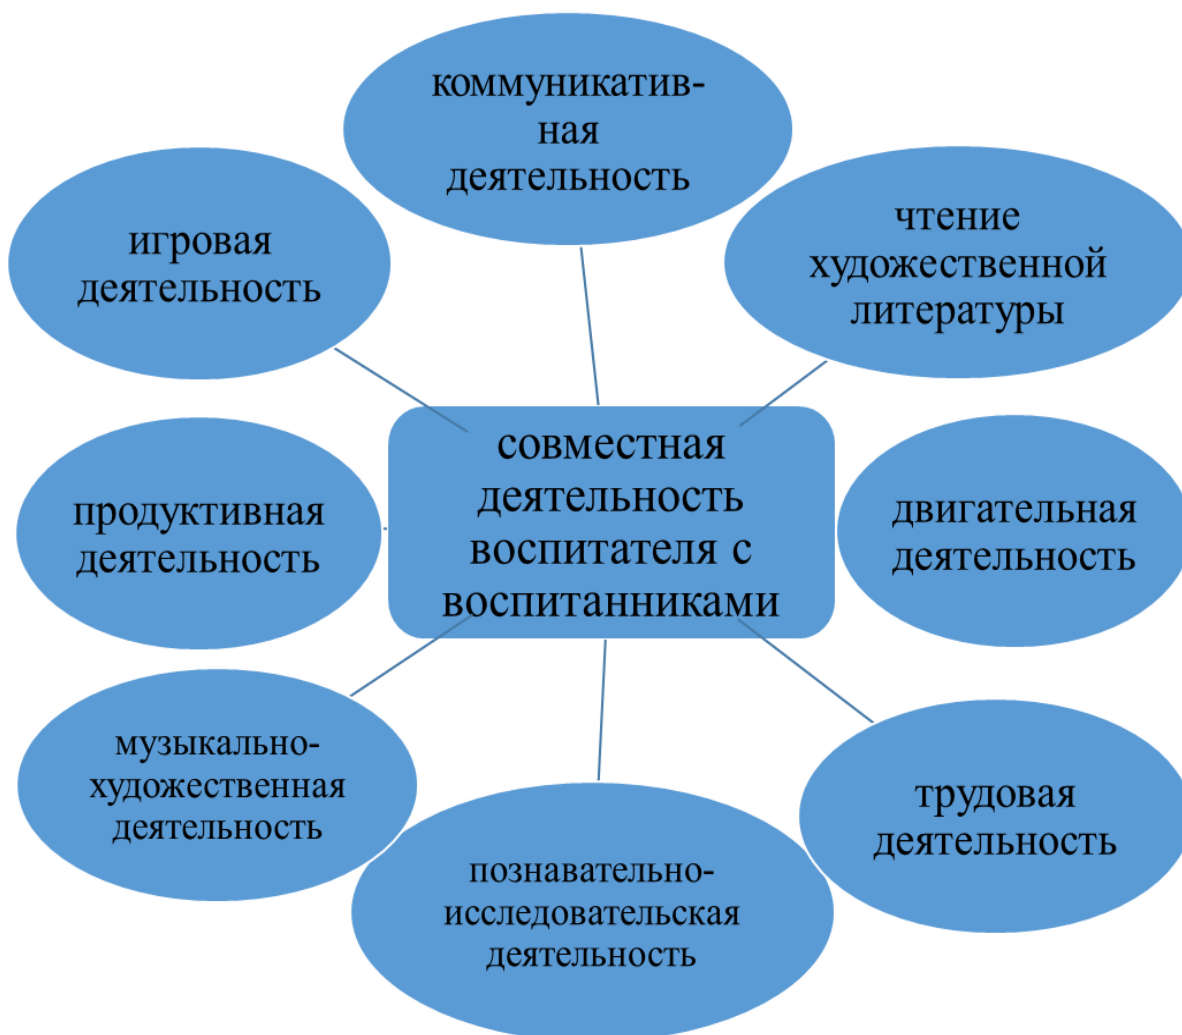 коммуникатив-
ная
деятельность
чтение
художественной
литературы
игровая
деятельность
совместная
деятельность
воспитателя с
воспитанниками
продуктивная
деятельность
двигательная
деятельность
музыкально-
художественная
деятельность
трудовая
деятельность
познавательно-
исследовательская
деятельность